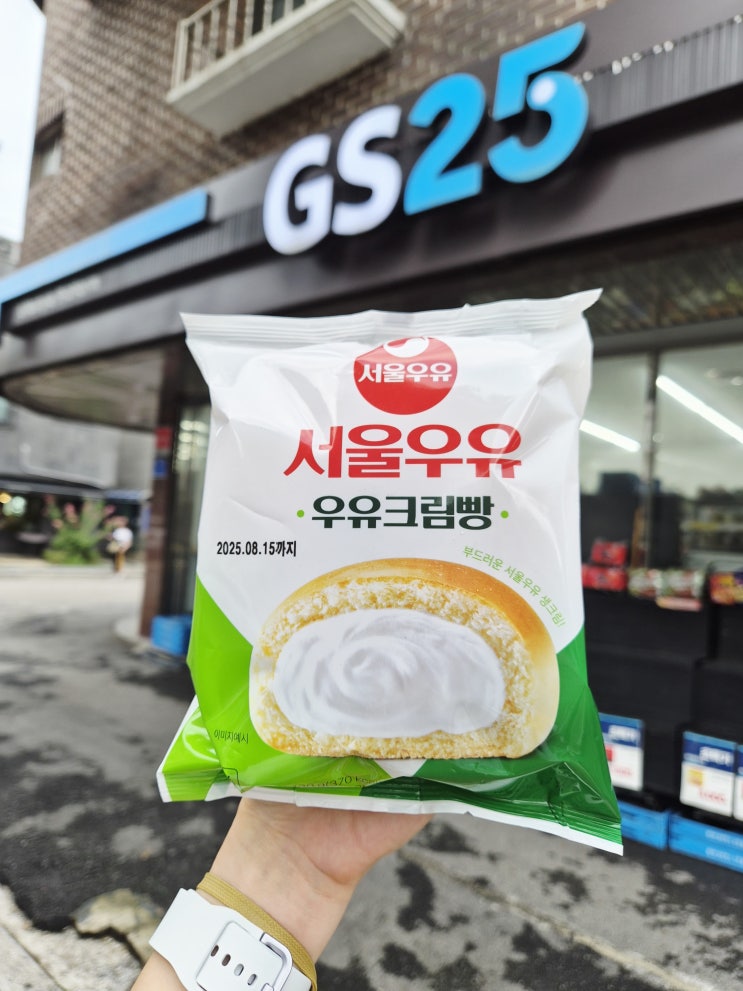 GS25
서울우유
서울우유
우유크림빵
2025.08.15까지
부드러운 서울우유 생크림!
이미지예시